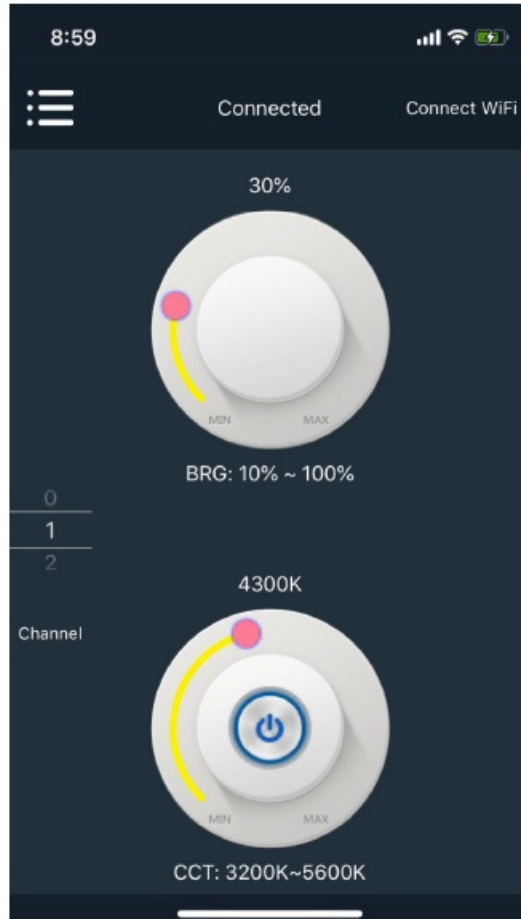 8:59
Connected
Connect WiFi
30%
MIN MAX
BRG: 10% ~ 100%
0
1
2
4300K
Channel
MIN MAX
CCT: 3200K~5600K